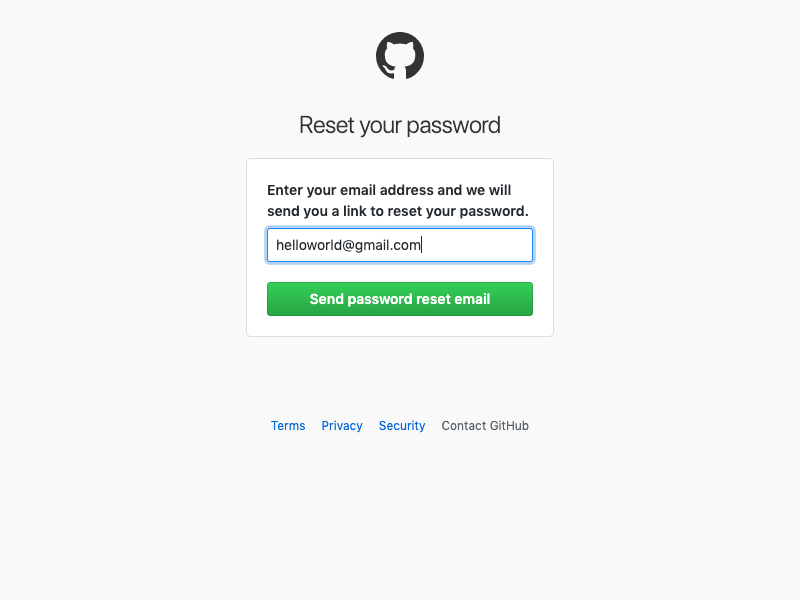 Reset your password
Enter your email address and we will
send you a link to reset your password.
helloworld@gmail.com
Send password reset email
Terms Privacy Security Contact GitHub